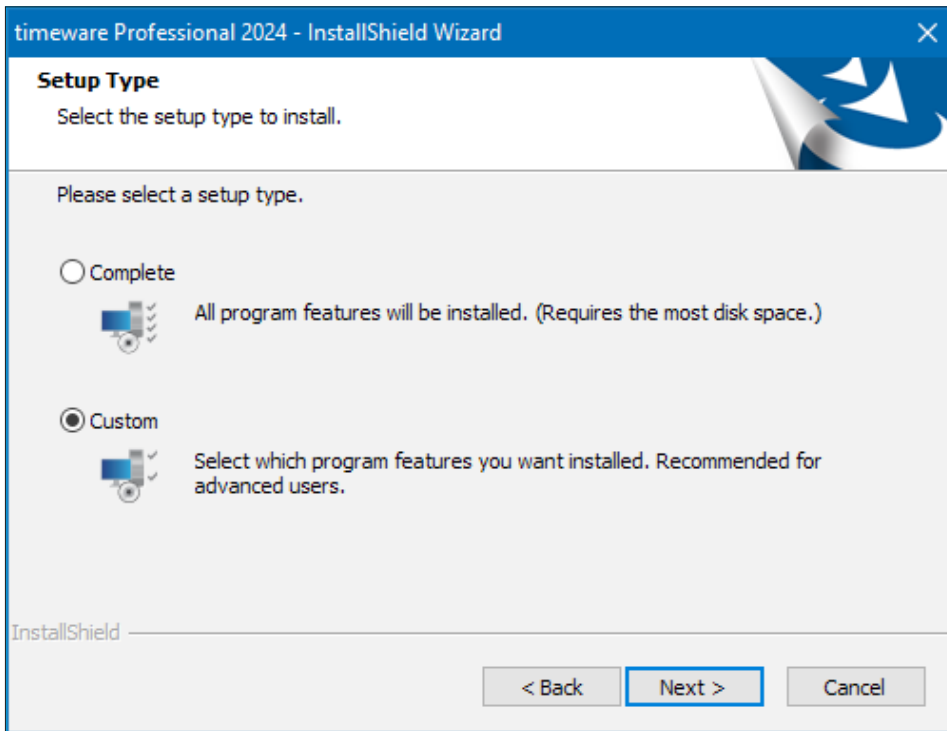 timeware Professional 2024 - InstallShield Wizard
Setup Type
Select the setup type to install.
Please select a setup type.
Complete
All program features will be installed. (Requires the most disk space.)
Custom
Select which program features you want installed. Recommended for
advanced users.
InstallShield
< Back
Next >
Cancel